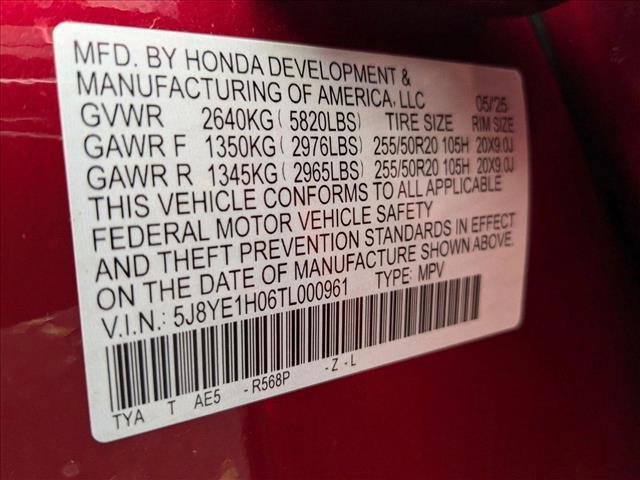 MFD. BY HONDA DEVELOPMENT &
MANUFACTURING OF AMERICA, LLC 05/'25
GVWR 2640KG ( 5820LBS) TIRE SIZE RIM SIZE
GAWR F 1350KG ( 2976LBS) 255/50R20 105H 20X9.0J
GAWR R 1345KG ( 2965LBS) 255/50R20 105H 20X9.0J
THIS VEHICLE CONFORMS TO ALL APPLICABLE
FEDERAL MOTOR VEHICLE SAFETY
AND THEFT PREVENTION STANDARDS IN EFFECT
ON THE DATE OF MANUFACTURE SHOWN ABOVE.
V.I.N.: 5J8YE1H06TL000961 TYPE: MPV
TYA T AE5 -R568P -Z-L